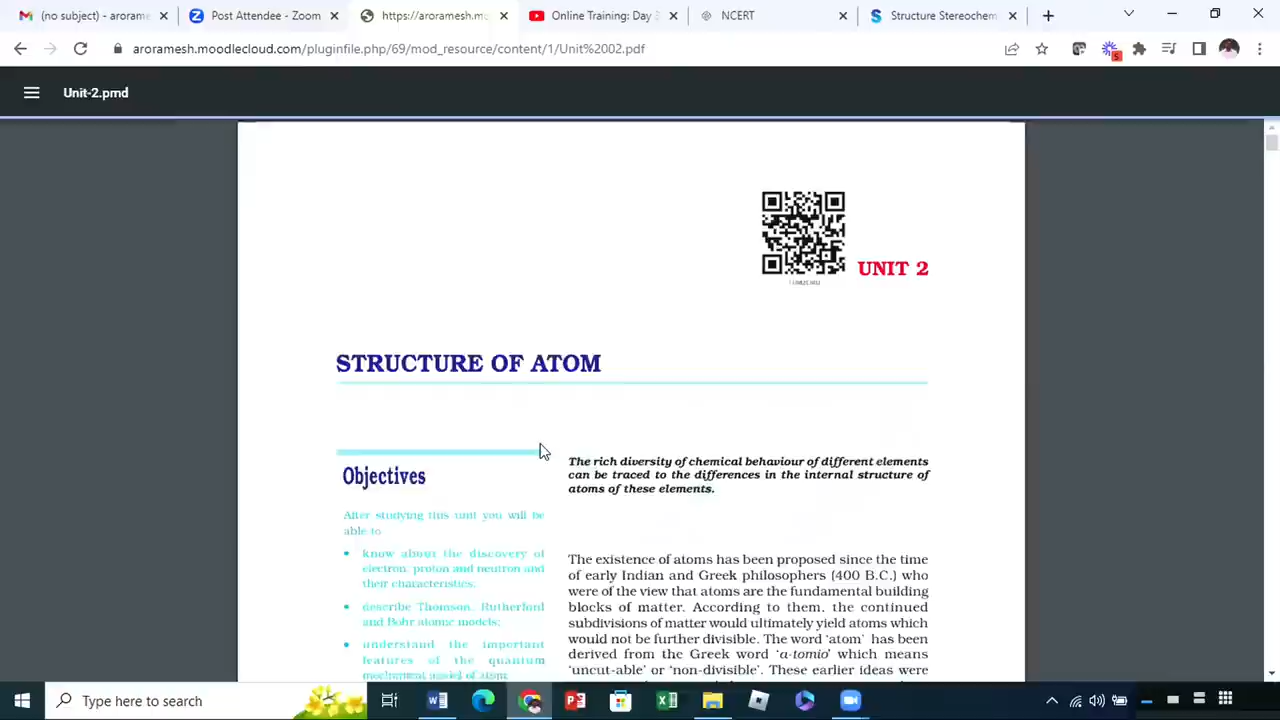 (no subject) - arorame
Post Attendee - Zoom
https://aroramesh.mo
Online Training: Day
NCERT
Structure Stereochem
aroramesh.moodlecloud.com/pluginfile.php/69/mod_resource/content/1/Unit%2002.pdf
Unit-2.pmd
UNIT 2
STRUCTURE OF ATOM
Objectives
After studying this unit you will be
able to
• know about the discovery of
electron, proton and neutron and
their characteristics;
• describe Thomson, Rutherford
and Bohr atomic models;
• understand the important
features of the quantum
mechanical model of atom;
The rich diversity of chemical behaviour of different elements
can be traced to the differences in the internal structure of
atoms of these elements.
The existence of atoms has been proposed since the time
of early Indian and Greek philosophers (400 B.C.) who
were of the view that atoms are the fundamental building
blocks of matter. According to them, the continued
subdivisions of matter would ultimately yield atoms which
would not be further divisible. The word ‘atom’ has been
derived from the Greek word ‘a-tomio’ which means
‘uncut-able’ or ‘non-divisible’. These earlier ideas were
Type here to search